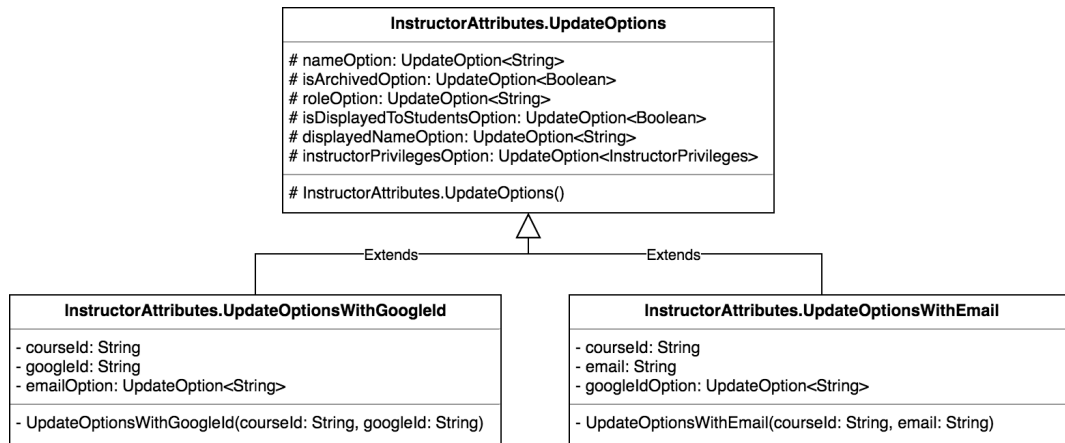 InstructorAttributes.UpdateOptions
# nameOption: UpdateOption<String>
# isArchivedOption: UpdateOption<Boolean>
# roleOption: UpdateOption<String>
# isDisplayedToStudentsOption: UpdateOption<Boolean>
# displayedNameOption: UpdateOption<String>
# instructorPrivilegesOption: UpdateOption<InstructorPrivileges>
# InstructorAttributes.UpdateOptions()
Extends
Extends
InstructorAttributes.UpdateOptionsWithGoogleId
- courseId: String
- googleId: String
- emailOption: UpdateOption<String>
- UpdateOptionsWithGoogleId(courseId: String, googleId: String)
InstructorAttributes.UpdateOptionsWithEmail
- courseId: String
- email: String
- googleIdOption: UpdateOption<String>
- UpdateOptionsWithEmail(courseId: String, email: String)